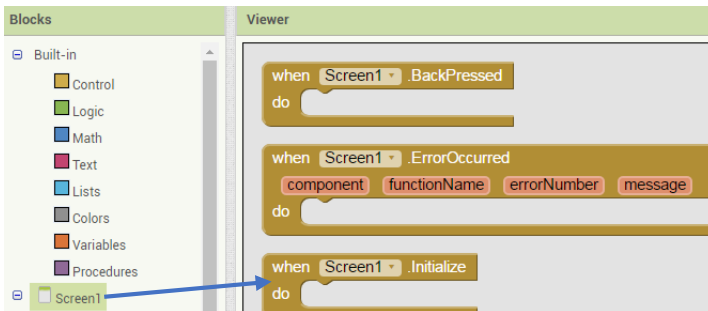 Blocks
Built-in
Control
Logic
Math
Text
Lists
Colors
Variables
Procedures
Screen1
Viewer
when Screen1 .BackPressed
do
when Screen1 .ErrorOccurred
component functionName errorNumber message
do
when Screen1 .Initialize
do